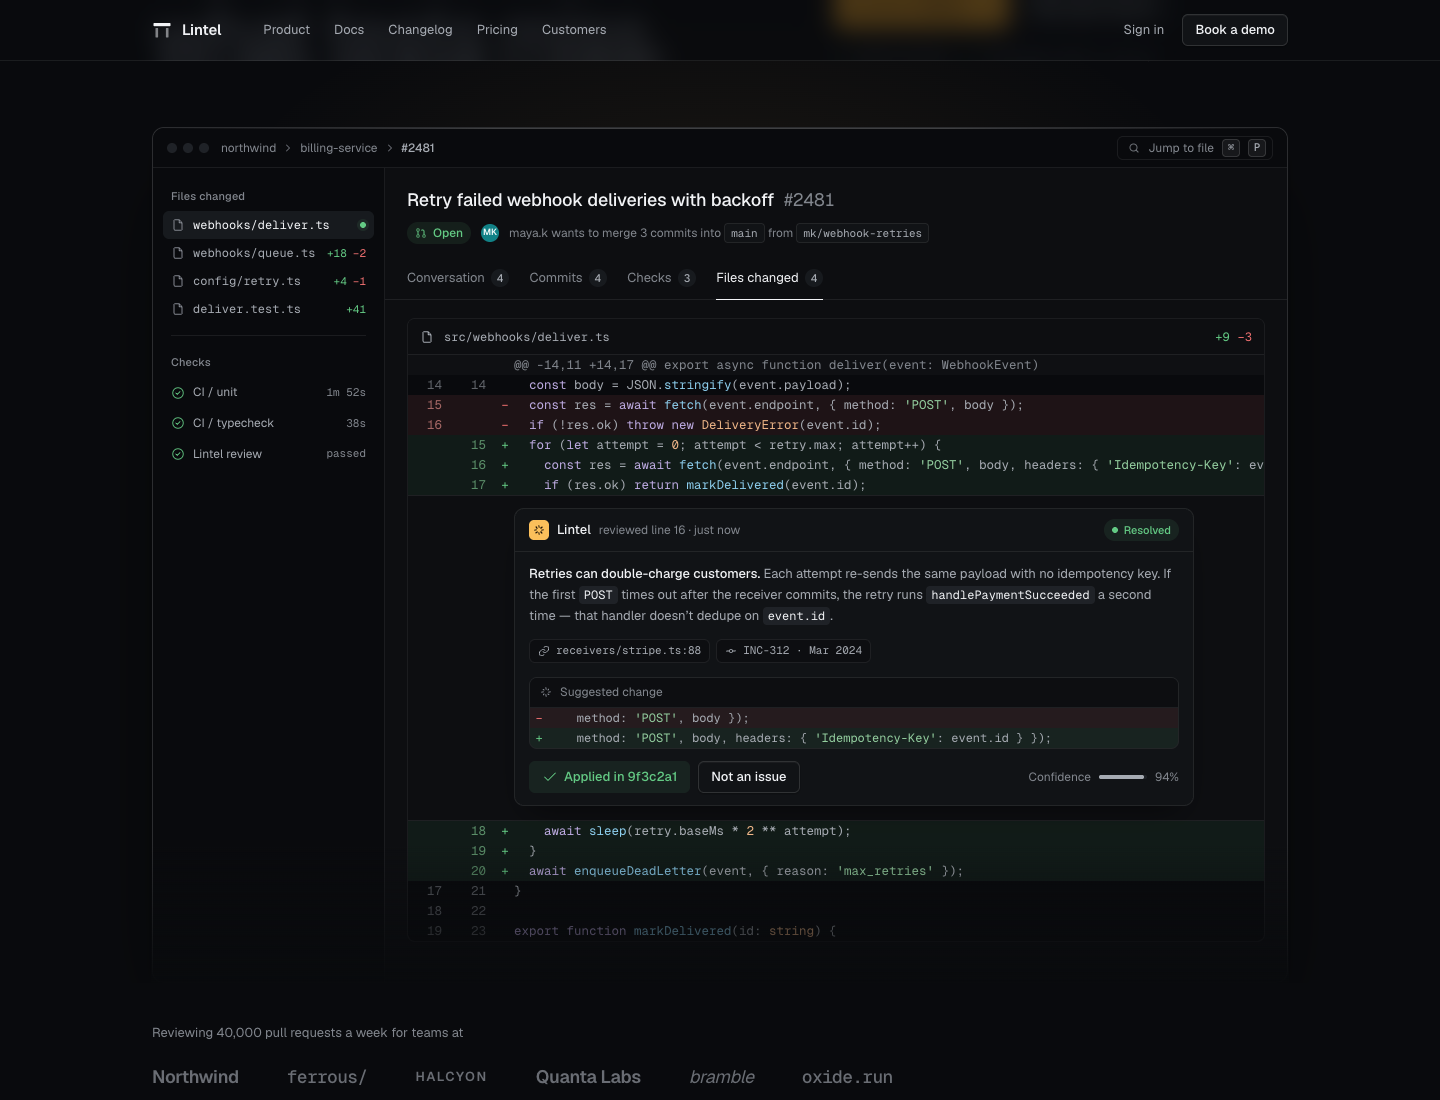 Lintel Product Docs Changelog Pricing Customers Sign in Book a demo
northwind > billing-service > #2481 Jump to file ⌘ P
Files changed
webhooks/deliver.ts
webhooks/queue.ts +18 −2
config/retry.ts +4 −1
deliver.test.ts +41
Checks
CI / unit 1m 52s
CI / typecheck 38s
Lintel review passed
Retry failed webhook deliveries with backoff #2481
Open MK maya.k wants to merge 3 commits into main from mk/webhook-retries
Conversation 4 Commits 4 Checks 3 Files changed 4
src/webhooks/deliver.ts +9 −3
@@ -14,11 +14,17 @@ export async function deliver(event: WebhookEvent)
14 14 const body = JSON.stringify(event.payload);
15 − const res = await fetch(event.endpoint, { method: 'POST', body });
16 − if (!res.ok) throw new DeliveryError(event.id);
15 + for (let attempt = 0; attempt < retry.max; attempt++) {
16 + const res = await fetch(event.endpoint, { method: 'POST', body, headers: { 'Idempotency-Key': ev
17 + if (res.ok) return markDelivered(event.id);
Lintel reviewed line 16 · just now Resolved
Retries can double-charge customers. Each attempt re-sends the same payload with no idempotency key. If
the first POST times out after the receiver commits, the retry runs handlePaymentSucceeded a second
time — that handler doesn’t dedupe on event.id.
receivers/stripe.ts:88 INC-312 · Mar 2024
Suggested change
− method: 'POST', body });
+ method: 'POST', body, headers: { 'Idempotency-Key': event.id } });
Applied in 9f3c2a1 Not an issue Confidence 94%
18 + await sleep(retry.baseMs * 2 ** attempt);
19 + }
20 + await enqueueDeadLetter(event, { reason: 'max_retries' });
17 21 }
18 22
19 23 export function markDelivered(id: string) {
Reviewing 40,000 pull requests a week for teams at
Northwind ferrous/ HALCYON Quanta Labs bramble oxide.run